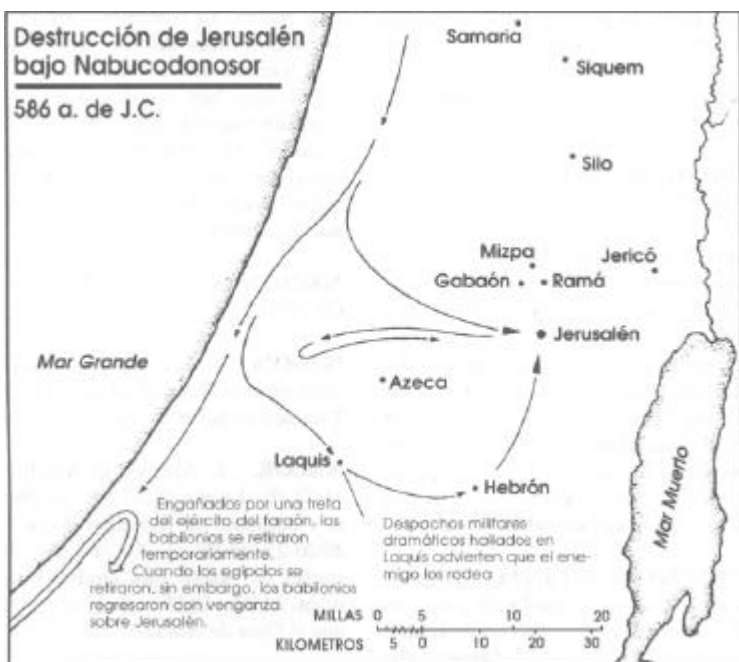 Destrucción de Jerusalén
bajo Nabucodonosor
586 a. de J.C.
Samaria
Siquem
Silo
Mizpa
Jericó
Gabaón
Ramá
Jerusalén
Mar Grande
Azeca
Laquis
Hebrón
Mar Muerto
Engañados por una treta
del ejército del faraón, los
babilonios se retiraron
temporariamente.
Cuando los egipcios se
retiraron, sin embargo, los babilonios
regresaron con venganza
sobre Jerusalén.
Despachos militares
dramáticos hallados en
Laquis advierten que el ene-
migo los rodea
MILLAS 0 5 10 20
KILOMETROS 5 0 10 20 30